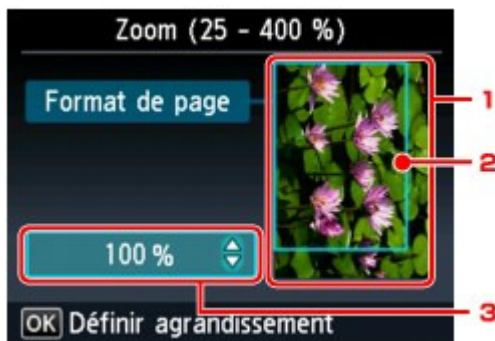 Zoom (25 - 400 %)
Format de page
1
2
100 %
3
OK Définir agrandissement